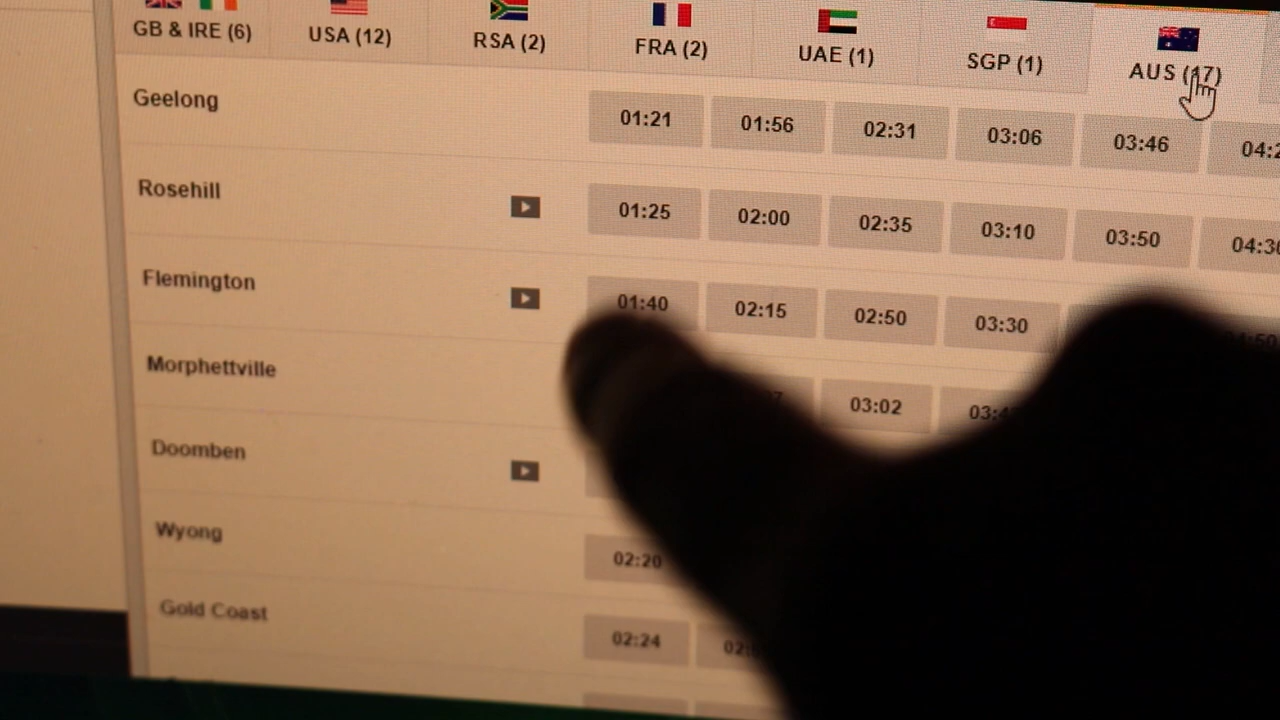 GB & IRE (6) USA (12) RSA (2) FRA (2) UAE (1) SGP (1) AUS (17)
Geelong 01:21 01:56 02:31 03:06 03:46
Rosehill 01:25 02:00 02:35 03:10 03:50
Flemington 01:40 02:15 02:50 03:30
Morphettville 03:02
Doomben
Wyong 02:20
Gold Coast 02:24